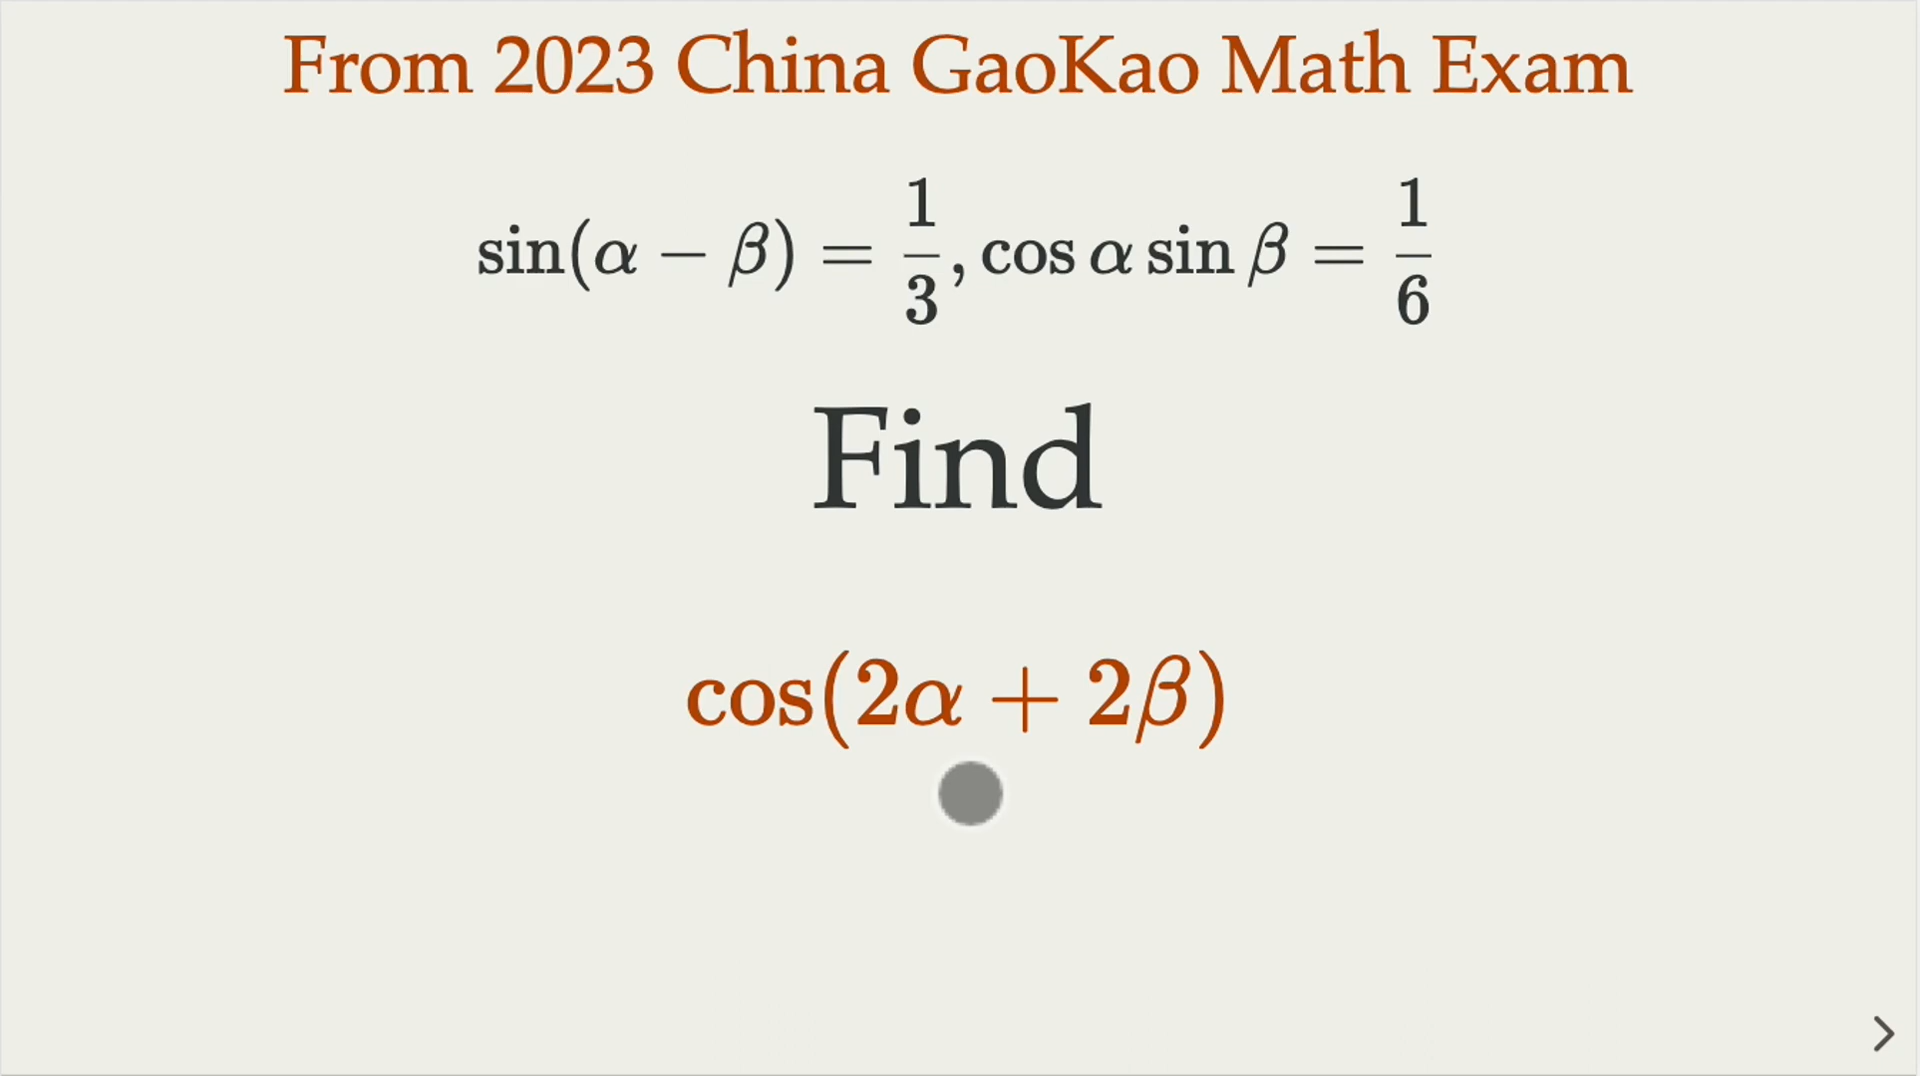 From 2023 China GaoKao Math Exam
sin(α − β) = 1/3, cos α sin β = 1/6
Find
cos(2α + 2β)